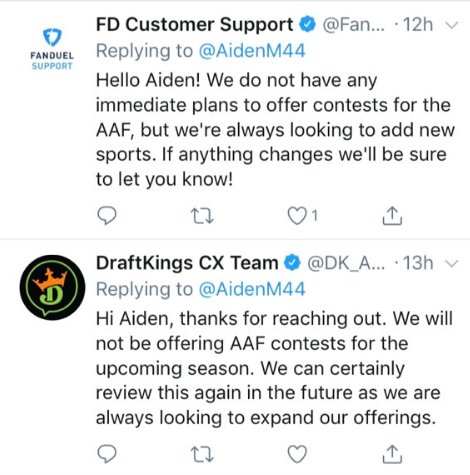 FD Customer Support @Fan... · 12h
FANDUEL
SUPPORT
Replying to @AidenM44
Hello Aiden! We do not have any
immediate plans to offer contests for the
AAF, but we're always looking to add new
sports. If anything changes we'll be sure
to let you know!
1
DraftKings CX Team @DK_A... · 13h
Replying to @AidenM44
Hi Aiden, thanks for reaching out. We will
not be offering AAF contests for the
upcoming season. We can certainly
review this again in the future as we are
always looking to expand our offerings.